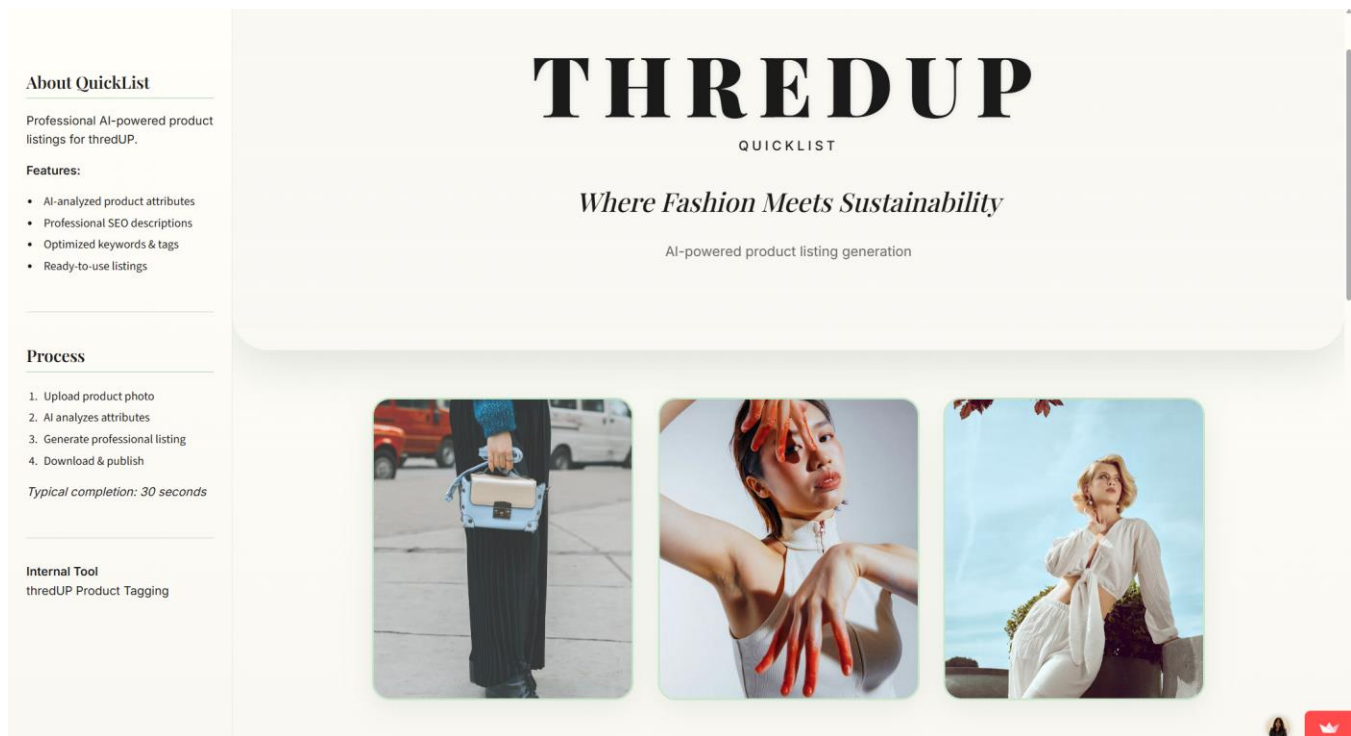 About QuickList
Professional AI-powered product
listings for thredUP.
Features:
• AI-analyzed product attributes
• Professional SEO descriptions
• Optimized keywords & tags
• Ready-to-use listings
Process
1. Upload product photo
2. AI analyzes attributes
3. Generate professional listing
4. Download & publish
Typical completion: 30 seconds
Internal Tool
thredUP Product Tagging
THREDUP
QUICKLIST
Where Fashion Meets Sustainability
AI-powered product listing generation